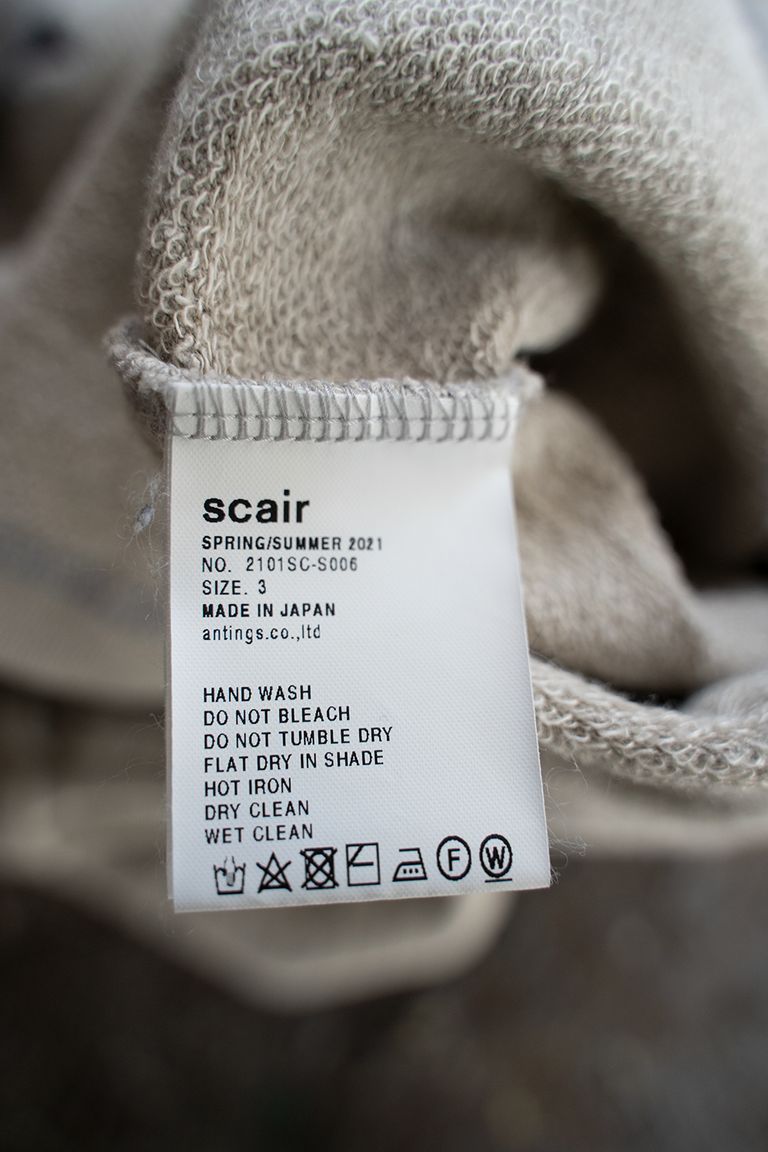 scair
SPRING/SUMMER 2021
NO. 2101SC-S006
SIZE. 3
MADE IN JAPAN
antings.co.,ltd
HAND WASH
DO NOT BLEACH
DO NOT TUMBLE DRY
FLAT DRY IN SHADE
HOT IRON
DRY CLEAN
WET CLEAN
F W